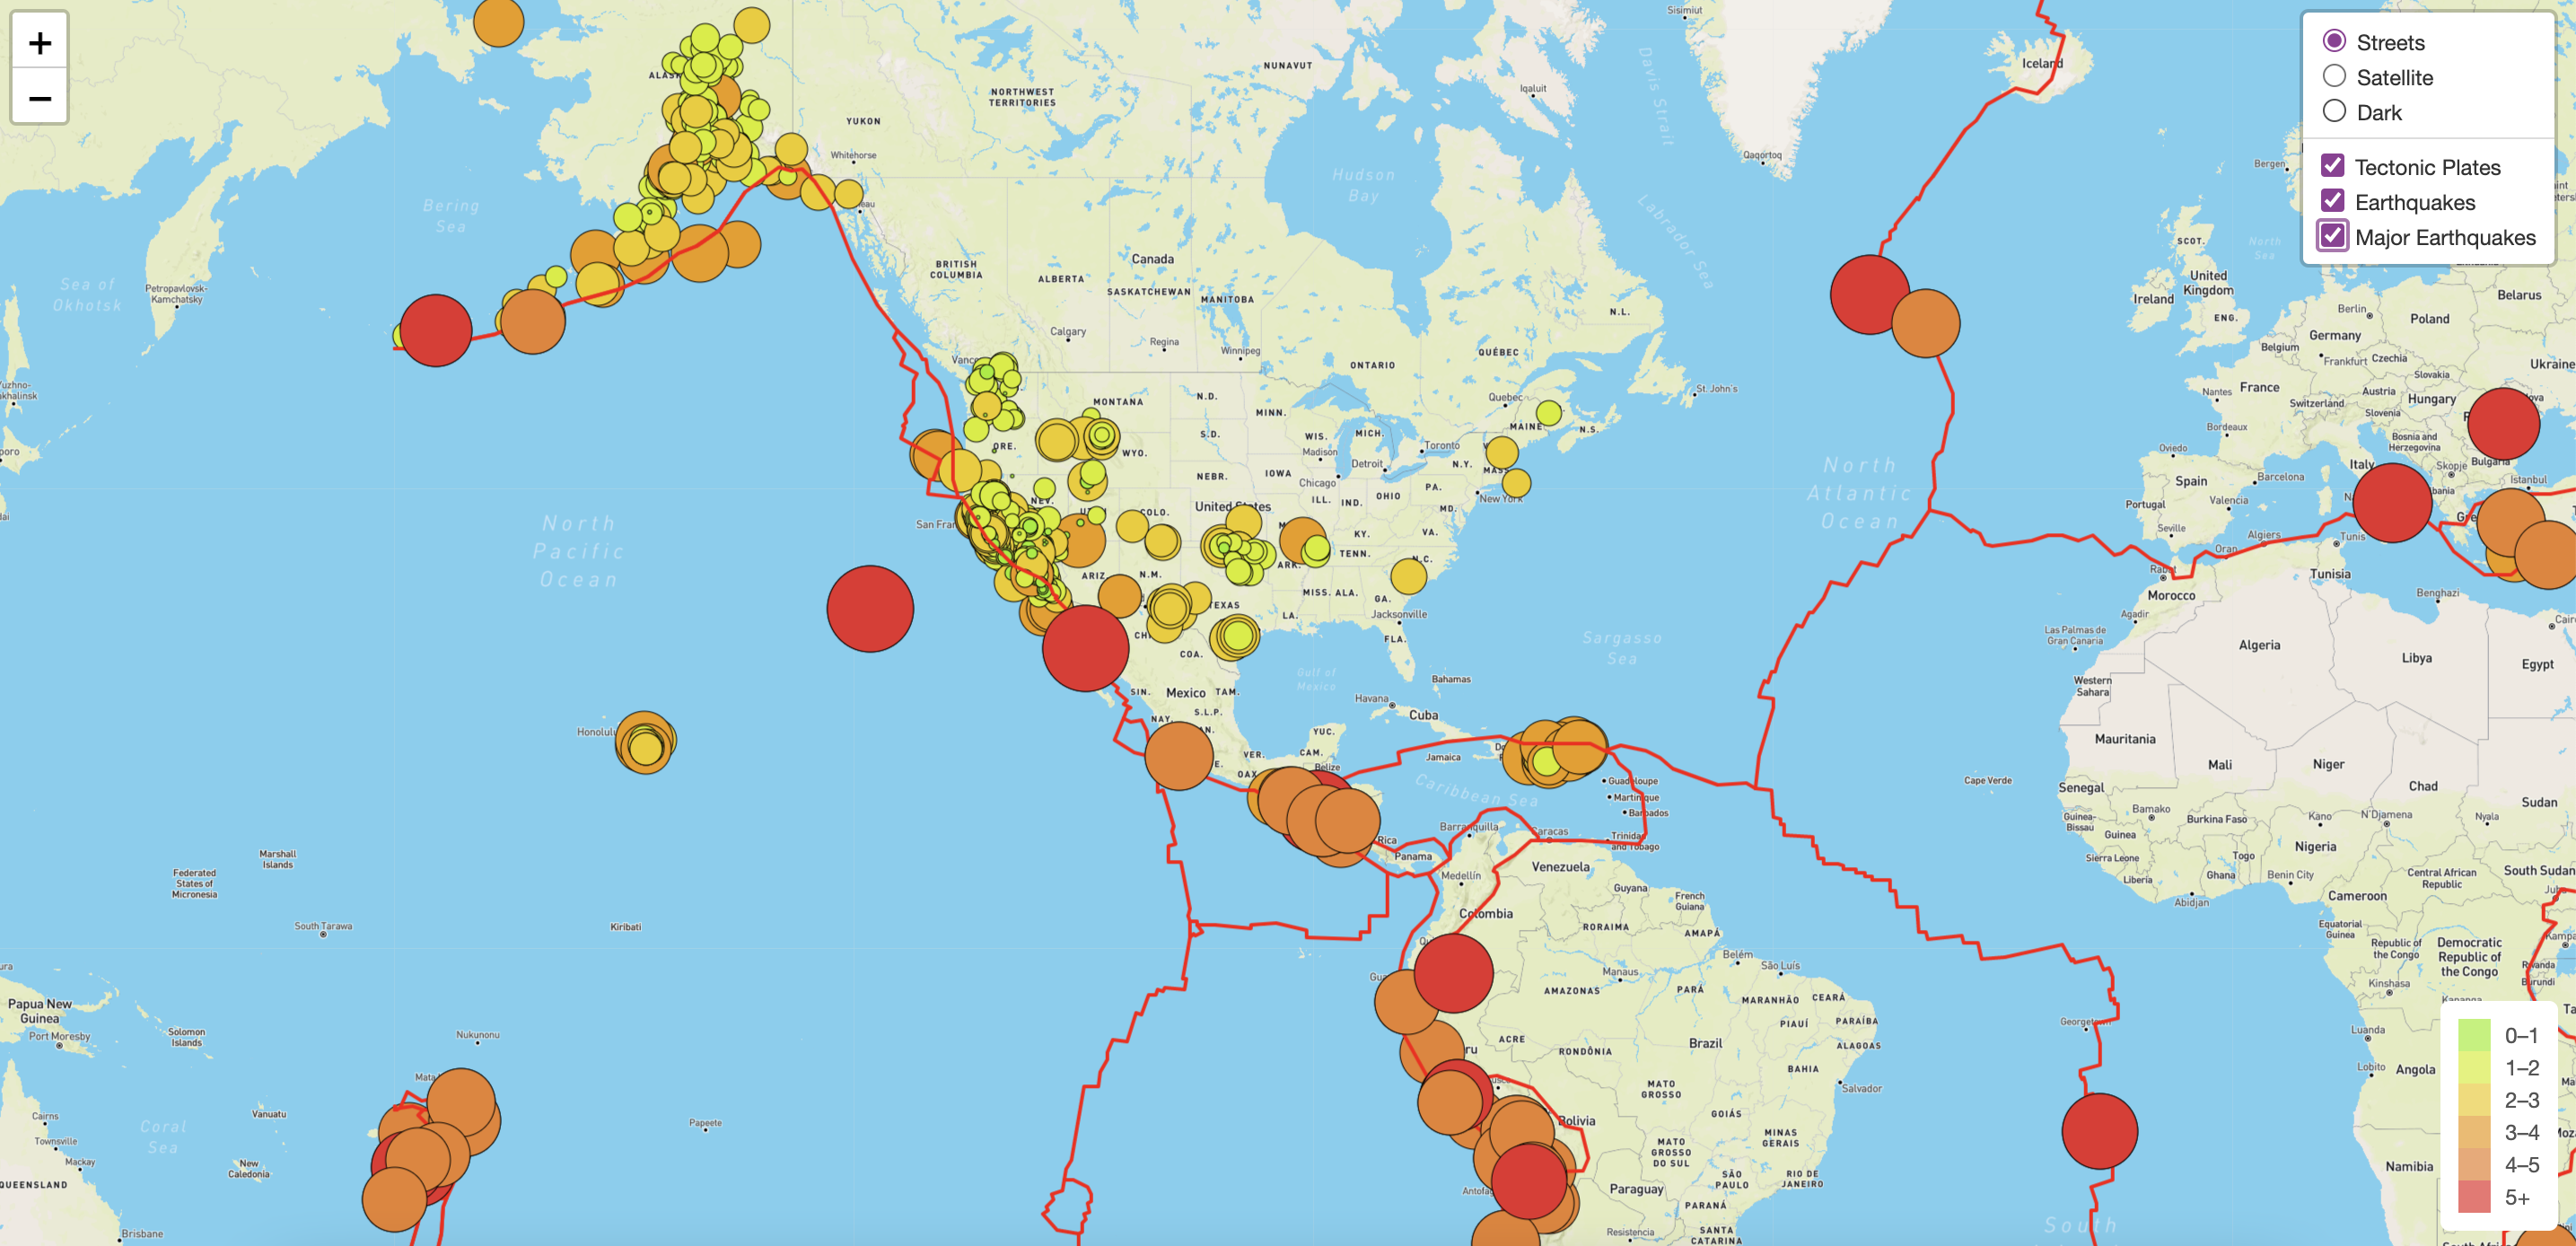 +
−
Streets
Satellite
Dark
Tectonic Plates
Earthquakes
Major Earthquakes
Sisimiut
Davis Strait
Iceland
NUNAVUT
Iqaluit
NORTHWEST
TERRITORIES
YUKON
Whitehorse
Qaqortoq
Bergen
Hudson
Bay
Labrador Sea
Bering
Sea
Sea of
Okhotsk
Petropavlovsk-
Kamchatsky
BRITISH
COLUMBIA
ALBERTA
Canada
SASKATCHEWAN
MANITOBA
N.L.
SCOT.
North
Sea
United
Kingdom
Ireland
ENG.
Berlin
Poland
Belarus
Germany
Belgium
Frankfurt
Czechia
Ukraine
Slovakia
Calgary
Regina
Winnipeg
ONTARIO
QUÉBEC
Quebec
St. John's
MAINE
N.S.
Nantes
France
Austria
Hungary
Switzerland
Slovenia
Bordeaux
Bosnia and
Herzegovina
MONTANA
N.D.
MINN.
ORE.
S.D.
WIS.
MICH.
Toronto
Madison
Detroit
N.Y.
WYO.
NEBR.
IOWA
Chicago
ILL.
IND.
OHIO
PA.
New York
MD.
Oviedo
Italy
Skopje
Bulgaria
Barcelona
Istanbul
Spain
Portugal
Valencia
Seville
North
Atlantic
Ocean
North
Pacific
Ocean
NEV.
COLO.
United States
KY.
VA.
TENN.
N.C.
ARK.
ARIZ.
N.M.
MISS.
ALA.
GA.
TEXAS
LA.
Jacksonville
FLA.
Algiers
Oran
Tunis
Rabat
Tunisia
Morocco
Benghazi
Agadir
Las Palmas de
Gran Canaria
Algeria
Libya
Egypt
Sargasso
Sea
COA.
Gulf of
Mexico
Bahamas
Western
Sahara
SIN.
Mexico
TAM.
S.L.P.
NAY.
Havana
Cuba
Honolulu
YUC.
VER.
CAM.
OAX.
Belize
Jamaica
Mauritania
Mali
Niger
Chad
Sudan
Cape Verde
Senegal
Guadeloupe
Martinique
Barbados
Caribbean Sea
Barranquilla
Caracas
Trinidad
and Tobago
Panama
Venezuela
Medellín
Guyana
French
Guiana
Bamako
Burkina Faso
Kano
N'Djamena
Nyala
Guinea-
Bissau
Guinea
Nigeria
Sierra Leone
Togo
Ghana
Liberia
Benin City
Central African
Republic
South Sudan
Abidjan
Cameroon
Marshall
Islands
Federated
States of
Micronesia
South Tarawa
Kiribati
Colombia
RORAIMA
AMAPÁ
Equatorial
Guinea
Republic of
the Congo
Democratic
Republic of
the Congo
Rwanda
Burundi
Kinshasa
Belém
São Luís
Manaus
AMAZONAS
PARÁ
MARANHÃO
CEARÁ
PARAÍBA
PIAUÍ
ALAGOAS
Papua New
Guinea
Port Moresby
Solomon
Islands
Nukunonu
ACRE
RONDÔNIA
Brazil
BAHIA
Salvador
MATO
GROSSO
GOIÁS
Georgetown
Luanda
Lobito
Angola
0–1
1–2
2–3
3–4
4–5
5+
Cairns
Townsville
Mackay
Coral
Sea
Vanuatu
New
Caledonia
Papeete
Bolivia
MATO
GROSSO
DO SUL
MINAS
GERAIS
SÃO
PAULO
RIO DE
JANEIRO
Paraguay
PARANÁ
SANTA
CATARINA
Resistencia
Namibia
QUEENSLAND
Brisbane
South